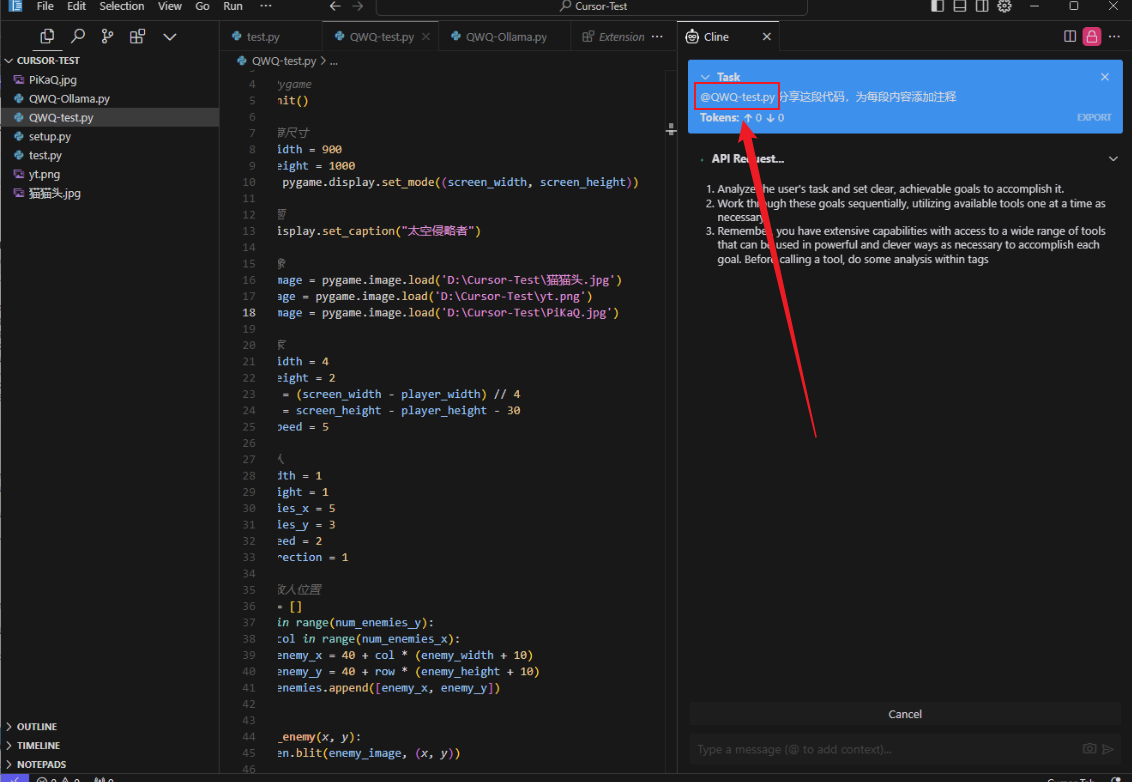 File Edit Selection View Go Run ··· Cursor-Test
CURSOR-TEST
PiKaQ.jpg
QWQ-Ollama.py
QWQ-test.py
setup.py
test.py
yt.png
猫猫头.jpg
OUTLINE
TIMELINE
NOTEPADS
test.py QWQ-test.py QWQ-Ollama.py Extension ···
QWQ-test.py > ...
4 ygame
5 nit()
6
7 幕尺寸
8 idth = 900
9 eight = 1000
10 pygame.display.set_mode((screen_width, screen_height))
11
12
13 isplay.set_caption("太空侵略者")
14
15 像
16 mage = pygame.image.load('D:\Cursor-Test\猫猫头.jpg')
17 age = pygame.image.load('D:\Cursor-Test\yt.png')
18 mage = pygame.image.load('D:\Cursor-Test\PiKaQ.jpg')
19
20 家
21 idth = 4
22 eight = 2
23 = (screen_width - player_width) // 4
24 = screen_height - player_height - 30
25 peed = 5
26
27 人
28 dth = 1
29 ight = 1
30 ies_x = 5
31 ies_y = 3
32 eed = 2
33 rection = 1
34
35 敌人位置
36 = []
37 in range(num_enemies_y):
38 col in range(num_enemies_x):
39 enemy_x = 40 + col * (enemy_width + 10)
40 enemy_y = 40 + row * (enemy_height + 10)
41 enemies.append([enemy_x, enemy_y])
42
43
44 _enemy(x, y):
45 en.blit(enemy_image, (x, y))
46
Cline
Task
@QWQ-test.py 分享这段代码，为每段内容添加注释
Tokens: ↑ 0 ↓ 0 EXPORT
API Request...
1. Analyze the user's task and set clear, achievable goals to accomplish it.
2. Work through these goals sequentially, utilizing available tools one at a time as
necessary.
3. Remember, you have extensive capabilities with access to a wide range of tools
that can be used in powerful and clever ways as necessary to accomplish each
goal. Before calling a tool, do some analysis within tags
Cancel
Type a message (@ to add context)...